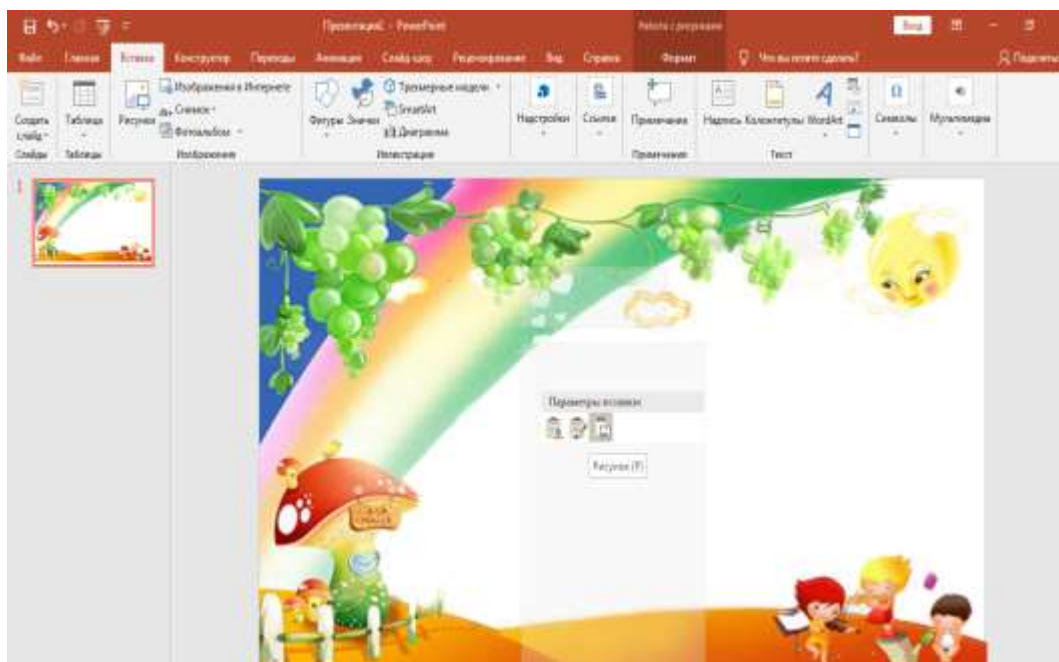 Презентация1 - PowerPoint
Работа с рисунками
Вход
Файл Главная Вставка Конструктор Переходы Анимация Слайд-шоу Рецензирование Вид Справка Формат Что вы хотите сделать?
Создать слайд
Слайды
Таблица
Таблицы
Рисунки
Изображения в Интернете
Снимок
Фотоальбом
Изображения
Фигуры
Значки
Трехмерные модели
SmartArt
Диаграмма
Иллюстрации
Надстройки
Ссылки
Примечание
Примечания
Надпись
Колонтитулы
WordArt
Текст
Символы
Мультимедиа
1
Параметры вставки
Рисунок (Р)